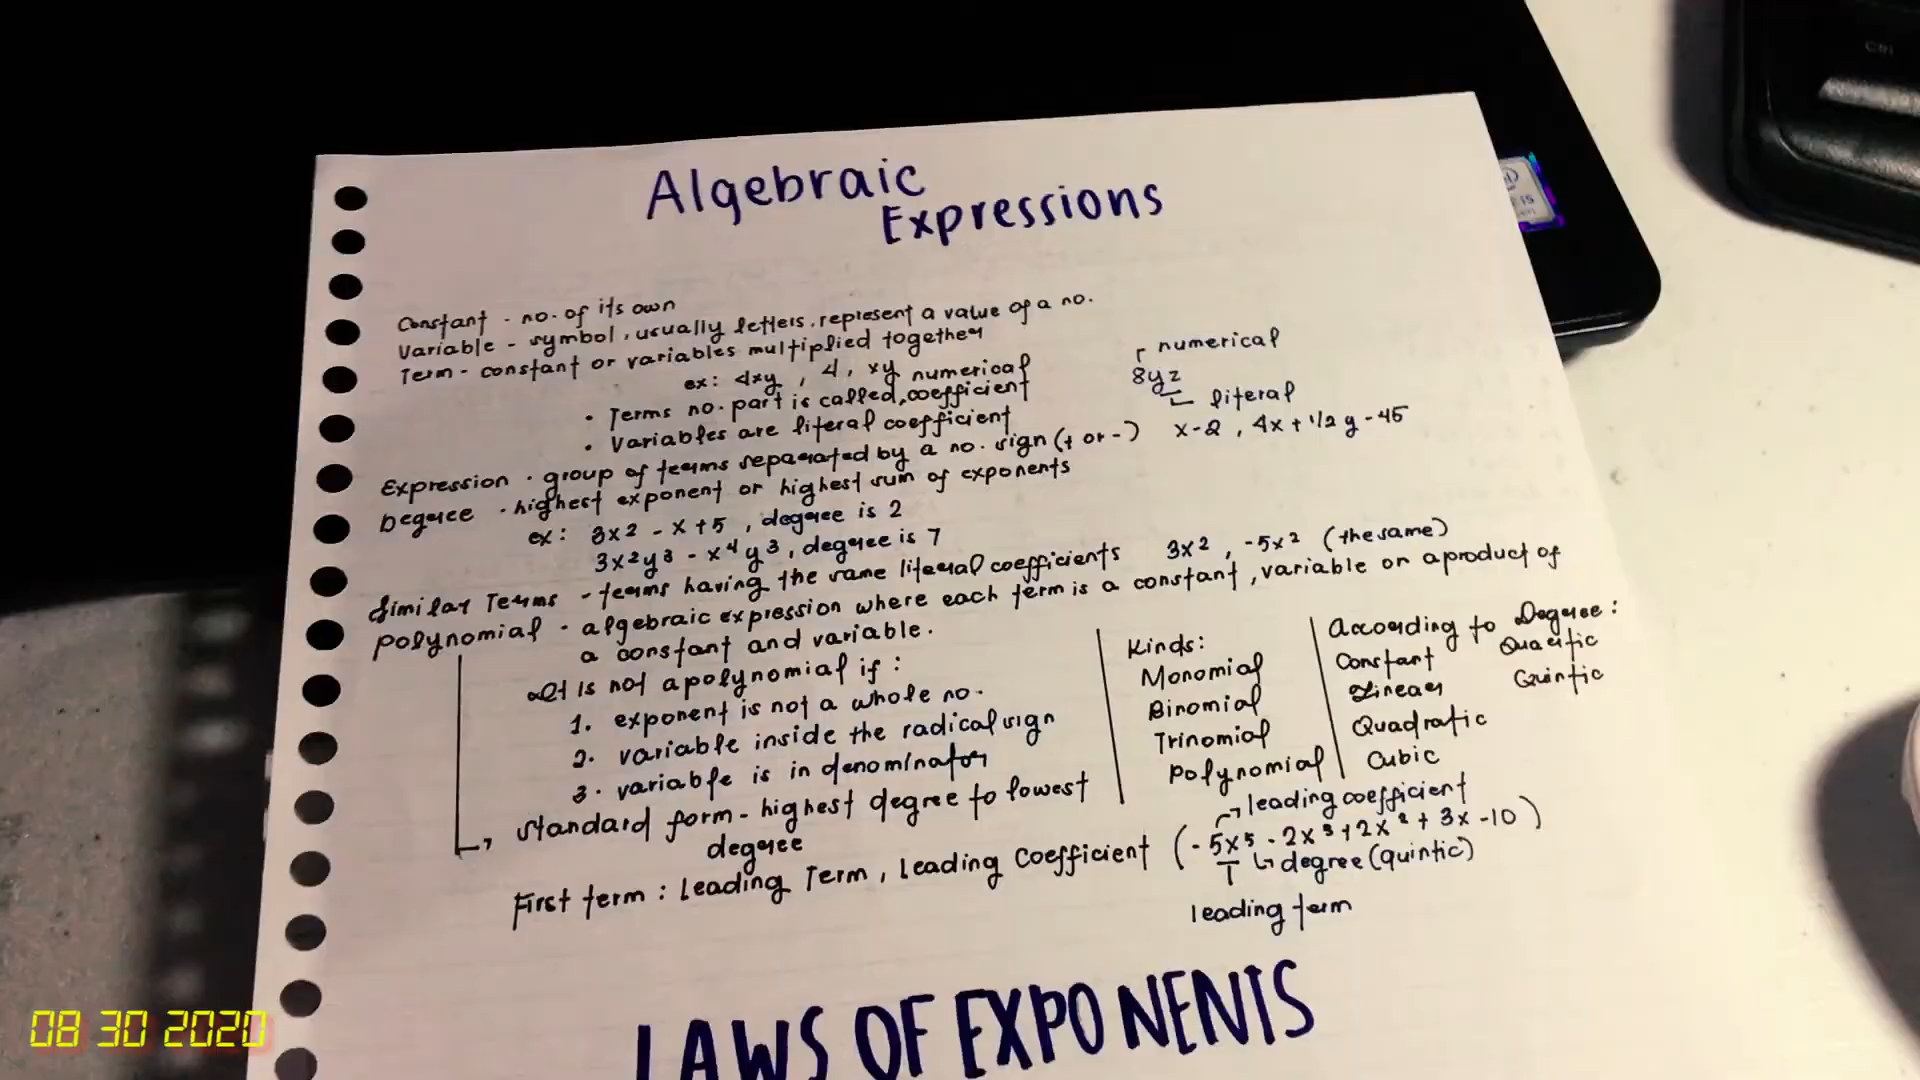 Algebraic
Expressions
Constant - no. of its own
Variable - symbol, usually letters, represent a value of a no.
Term - constant or variables multiplied together
ex: 4xy, 4, xy
• Terms no. part is called, numerical coefficient
• Variables are literal coefficient
numerical
8yz
literal
Expression - group of terms separated by a no. sign (+ or -) x-2, 4x + 1/2 y - 45
Degree - highest exponent or highest sum of exponents
ex: 3x2 - x + 5, degree is 2
3x2y3 - x4y3, degree is 7
Similar Terms - terms having the same literal coefficients 3x2, -5x2 (the same)
Polynomial - algebraic expression where each term is a constant, variable or a product of
a constant and variable.
It is not a polynomial if:
1. exponent is not a whole no.
2. variable inside the radical sign
3. variable is in denominator
Kinds:
Monomial
Binomial
Trinomial
Polynomial
According to Degree:
Constant Quartic
Linear Quintic
Quadratic
Cubic
Standard form - highest degree to lowest
degree
leading coefficient
First term: Leading Term, Leading Coefficient (-5x5 - 2x3 + 2x2 + 3x - 10)
degree (quintic)
leading term
LAWS OF EXPONENTS
08 30 2020